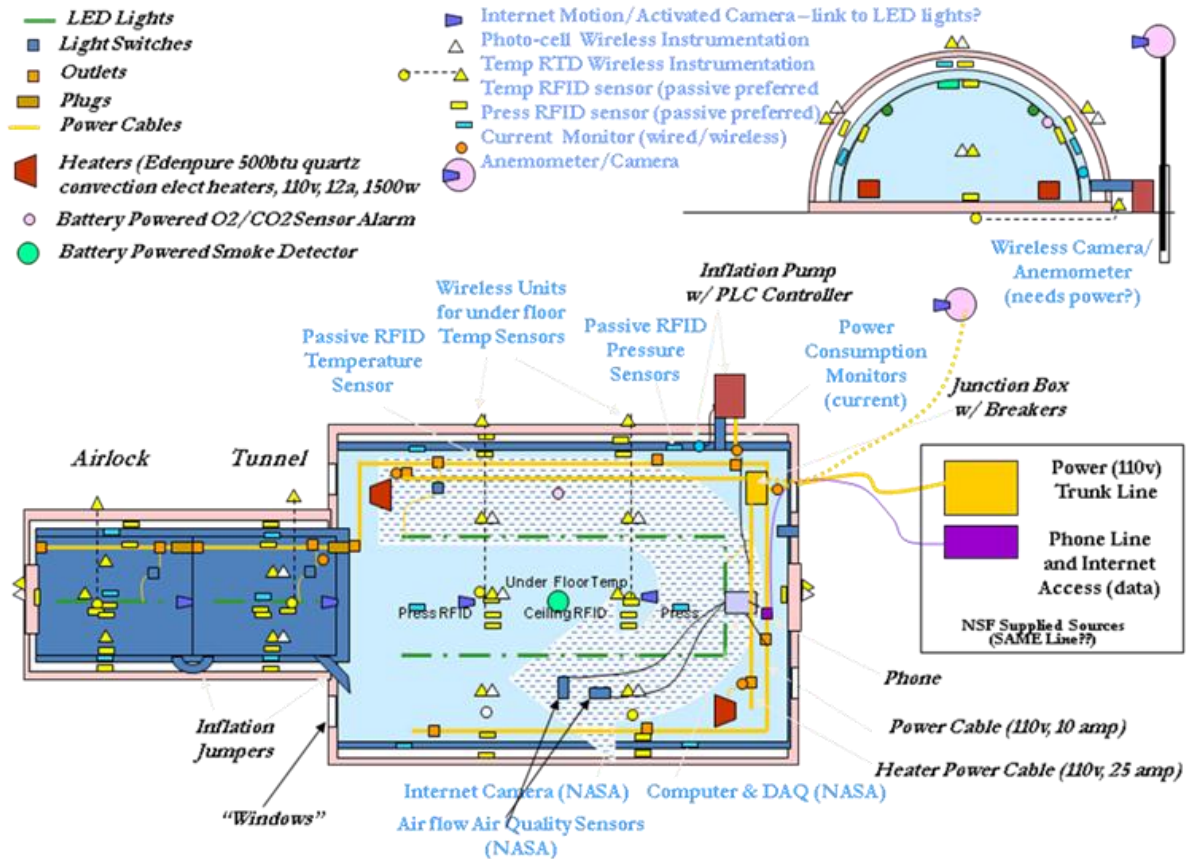 LED Lights
Light Switches
Outlets
Plugs
Power Cables
Heaters (Edenpure 500btu quartz
convection elect heaters, 110v, 12a, 1500w
Battery Powered O2/CO2 Sensor Alarm
Battery Powered Smoke Detector
Internet Motion/Activated Camera – link to LED lights?
Photo-cell Wireless Instrumentation
Temp RTD Wireless Instrumentation
Temp RFID sensor (passive preferred
Press RFID sensor (passive preferred)
Current Monitor (wired/wireless)
Anemometer/Camera
Wireless Camera/
Anemometer
(needs power?)
Inflation Pump
w/ PLC Controller
Wireless Units
for under floor
Temp Sensors
Passive RFID
Temperature
Sensor
Passive RFID
Pressure
Sensors
Power
Consumption
Monitors
(current)
Junction Box
w/ Breakers
Airlock
Tunnel
Power (110v)
Trunk Line
Phone Line
and Internet
Access (data)
NSF Supplied Sources
(SAME Line??)
Under Floor Temp
Press RFID
Ceiling RFID
Press
Phone
Inflation
Jumpers
Power Cable (110v, 10 amp)
Heater Power Cable (110v, 25 amp)
"Windows"
Internet Camera (NASA)
Computer & DAQ (NASA)
Air flow Air Quality Sensors
(NASA)